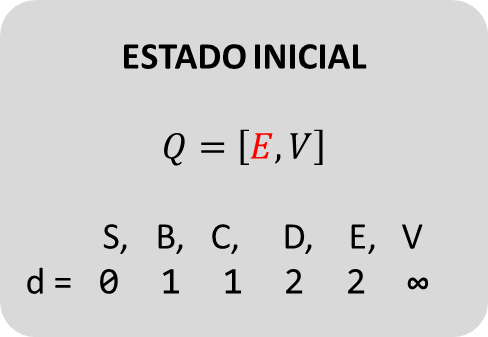 ESTADO INICIAL
Q = [E, V]
S, B, C, D, E, V
d = 0 1 1 2 2 ∞